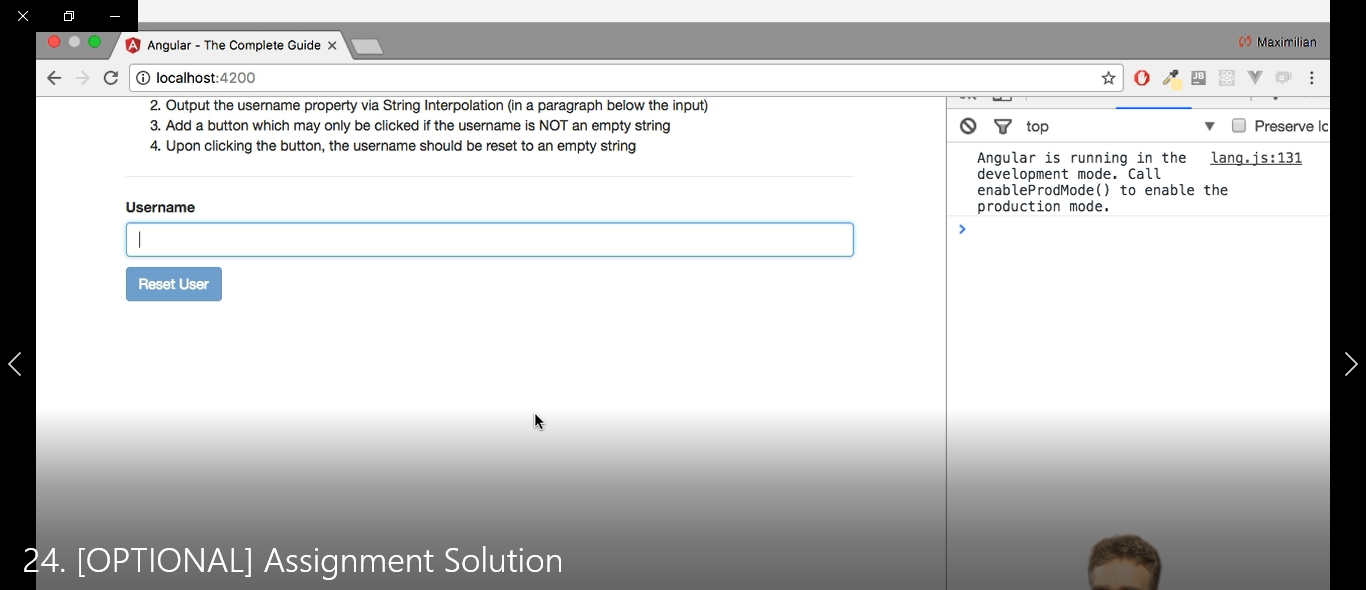 Angular - The Complete Guide
Maximilian
localhost:4200
2. Output the username property via String Interpolation (in a paragraph below the input)
3. Add a button which may only be clicked if the username is NOT an empty string
4. Upon clicking the button, the username should be reset to an empty string
Username
Reset User
top
Preserve lo
Angular is running in the lang.js:131
development mode. Call
enableProdMode() to enable the
production mode.
24. [OPTIONAL] Assignment Solution